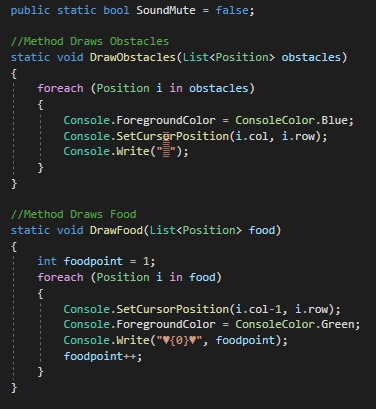 public static bool SoundMute = false;
//Method Draws Obstacles
static void DrawObstacles(List<Position> obstacles)
{
foreach (Position i in obstacles)
{
Console.ForegroundColor = ConsoleColor.Blue;
Console.SetCursorPosition(i.col, i.row);
Console.Write("▒");
}
}
//Method Draws Food
static void DrawFood(List<Position> food)
{
int foodpoint = 1;
foreach (Position i in food)
{
Console.SetCursorPosition(i.col-1, i.row);
Console.ForegroundColor = ConsoleColor.Green;
Console.Write("♥{0}♥", foodpoint);
foodpoint++;
}
}